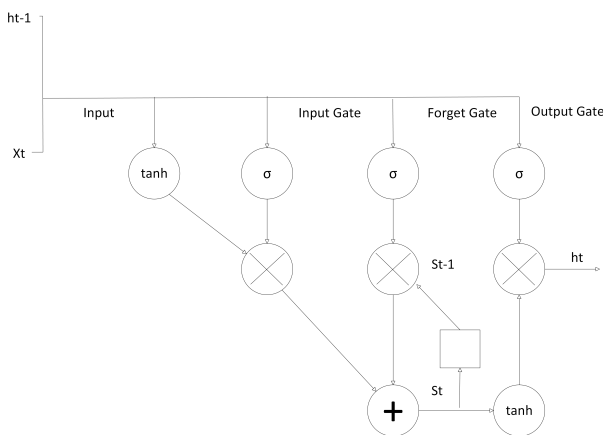 ht-1
Input
Input Gate
Forget Gate
Output Gate
Xt
tanh
σ
σ
σ
St-1
ht
St
+
tanh